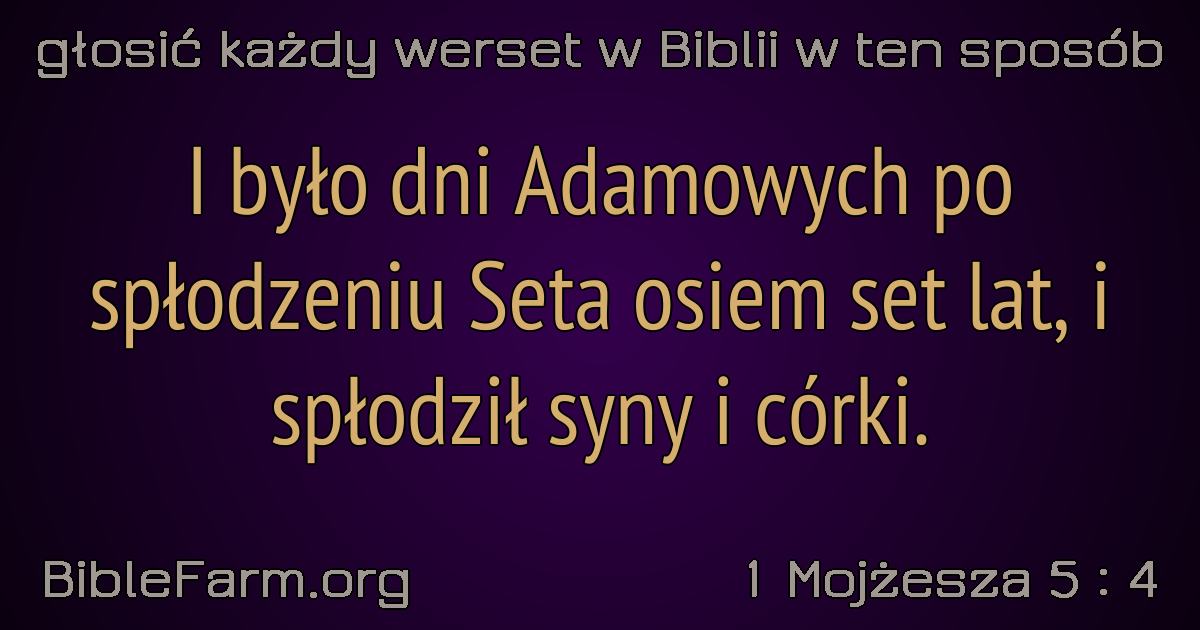 głosić każdy werset w Biblii w ten sposób
I było dni Adamowych po
spłodzeniu Seta osiem set lat, i
spłodził syny i córki.
BibleFarm.org
1 Mojżesza 5 : 4